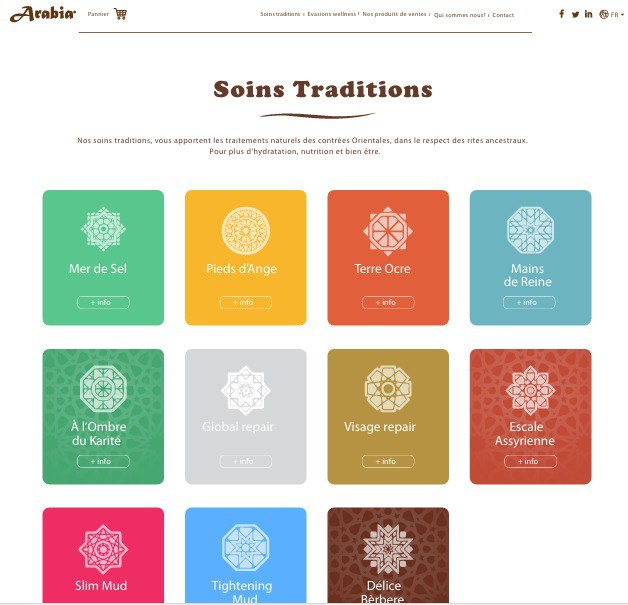 Arabia
Pannier
Soins traditions
Evasions wellness !
Nos produits de ventes
Qui sommes nous?
Contact
FR
Soins Traditions
Nos soins traditions, vous apportent les traitements naturels des contrées Orientales, dans le respect des rites ancestraux.
Pour plus d'hydratation, nutrition et bien être.
Mer de Sel
+ info
Pieds d'Ange
+ info
Terre Ocre
+ info
Mains
de Reine
+ info
À l'Ombre
du Karité
+ info
Global repair
+ info
Visage repair
+ info
Escale
Assyrienne
+ info
Slim Mud
Tightening
Mud
Délice
Bèrbere